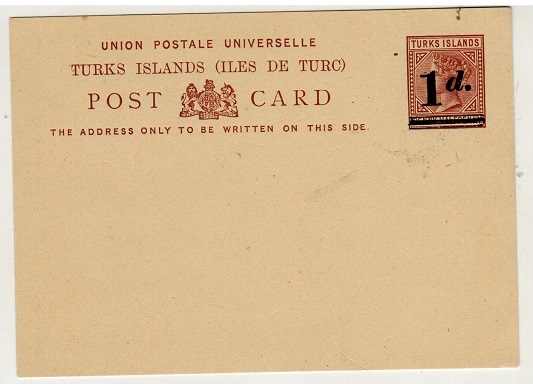 UNION POSTALE UNIVERSELLE
TURKS ISLANDS (ILES DE TURC)
POST CARD
THE ADDRESS ONLY TO BE WRITTEN ON THIS SIDE.
TURKS ISLANDS
1d.